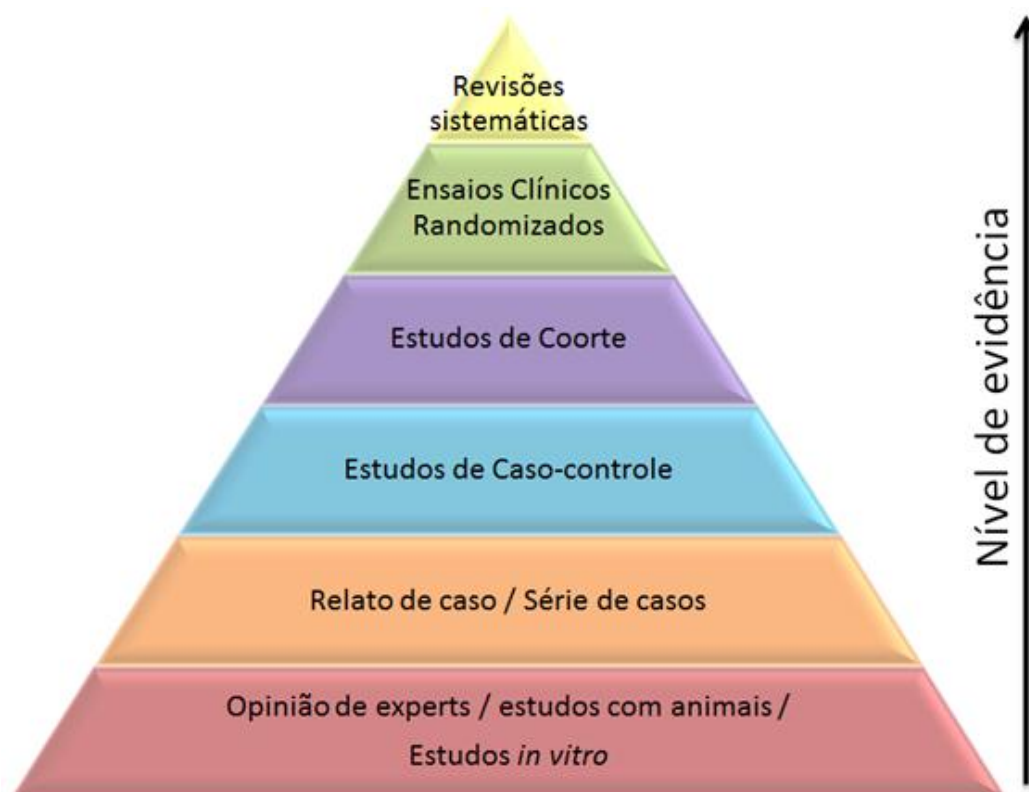 Revisões
sistemáticas
Ensaios Clínicos
Randomizados
Estudos de Coorte
Estudos de Caso-controle
Relato de caso / Série de casos
Opinião de experts / estudos com animais /
Estudos in vitro
Nível de evidência